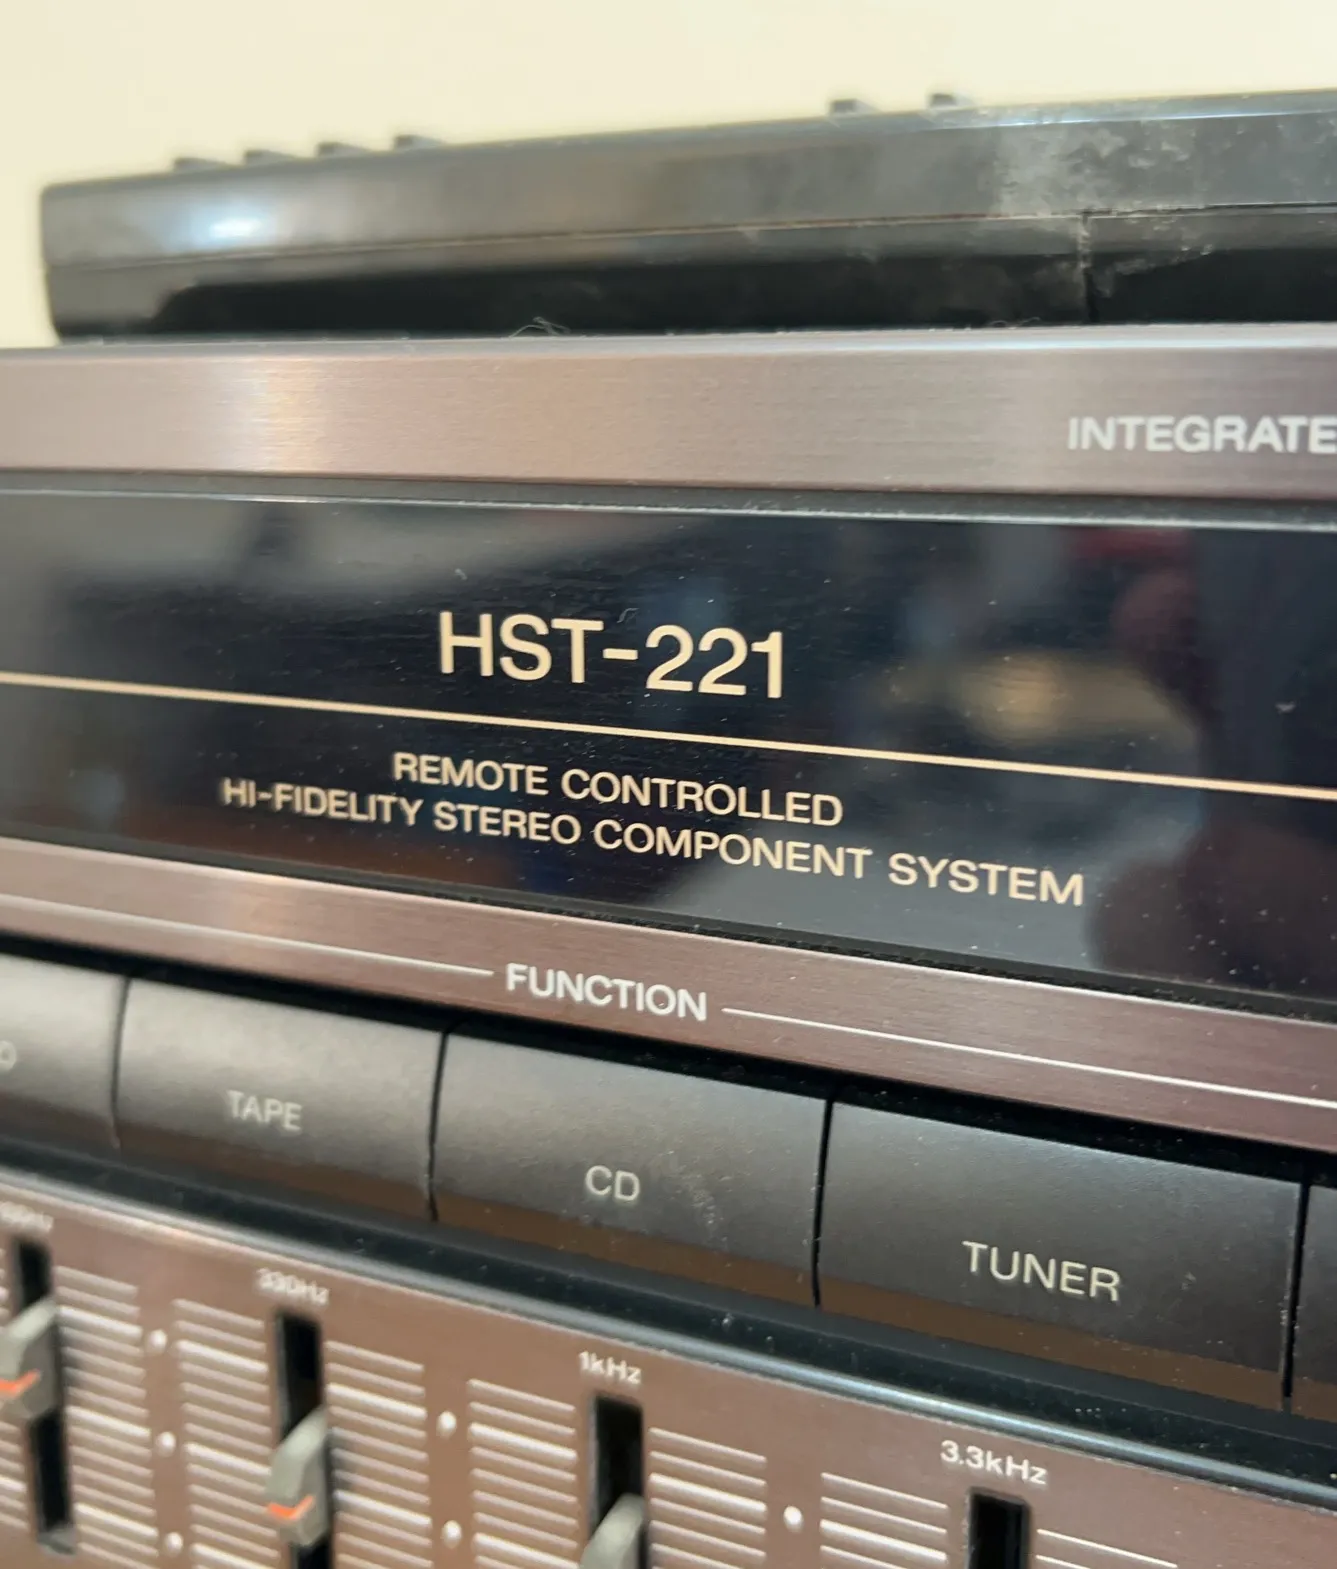 INTEGRATE
HST-221
REMOTE CONTROLLED
HI-FIDELITY STEREO COMPONENT SYSTEM
FUNCTION
TAPE
CD
TUNER
330Hz
1kHz
3.3kHz